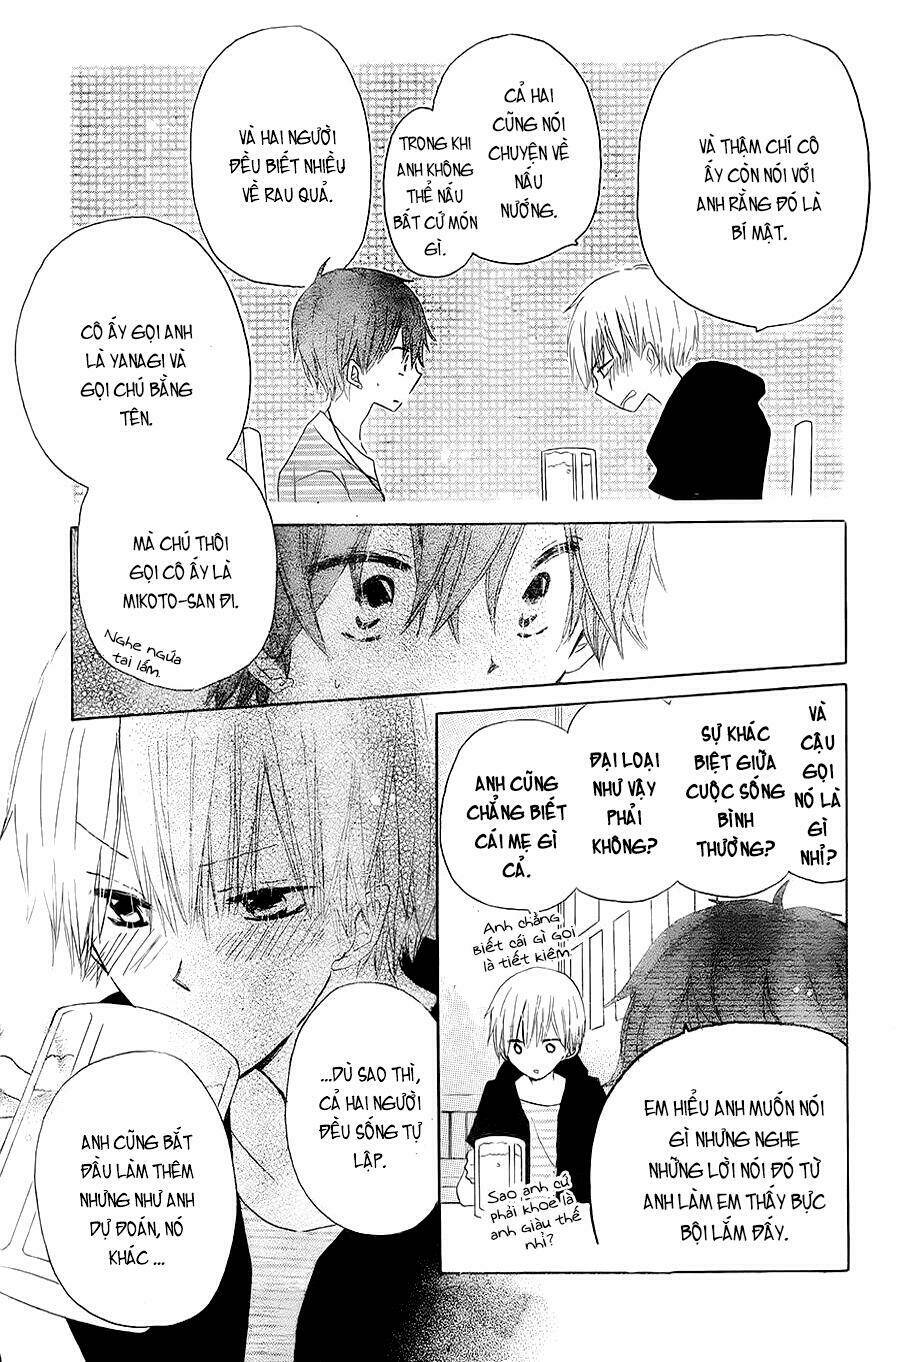 VÀ THẬM CHÍ CÔ
ẤY CÒN NÓI VỚI
ANH RẰNG ĐÓ LÀ
BÍ MẬT.
CẢ HAI
CŨNG NÓI
CHUYỆN VỀ
NẤU
NƯỚNG.
TRONG KHI
ANH KHÔNG
THỂ NẤU
BẤT CỨ MÓN
GÌ.
VÀ HAI NGƯỜI
ĐỀU BIẾT NHIỀU
VỀ RAU QUẢ.
CÔ ẤY GỌI ANH
LÀ YANAGI VÀ
GỌI CHÚ BẰNG
TÊN.
MÀ CHÚ THÔI
GỌI CÔ ẤY LÀ
MIKOTO-SAN ĐI.
Nghe ngứa
tai lắm.
VÀ
CẬU GỌI
NÓ LÀ
GÌ
NHỈ?
SỰ KHÁC
BIỆT GIỮA
CUỘC SỐNG
BÌNH
THƯỜNG?
ĐẠI LOẠI
NHƯ VẬY
PHẢI
KHÔNG?
ANH CŨNG
CHẲNG BIẾT
CÁI MẸ GÌ
CẢ.
Anh chẳng
biết cái gì gọi
là tiết kiệm.
EM HIỂU ANH MUỐN NÓI
GÌ NHƯNG NGHE
NHỮNG LỜI NÓI ĐÓ TỪ
ANH LÀM EM THẤY BỰC
BỘI LẮM ĐẤY.
Sao anh cứ
phải khoe là
anh giàu thế
nhỉ?
...DÙ SAO THÌ,
CẢ HAI NGƯỜI
ĐỀU SỐNG TỰ
LẬP.
ANH CŨNG BẮT
ĐẦU LÀM THÊM
NHƯNG NHƯ ANH
DỰ ĐOÁN, NÓ
KHÁC ...